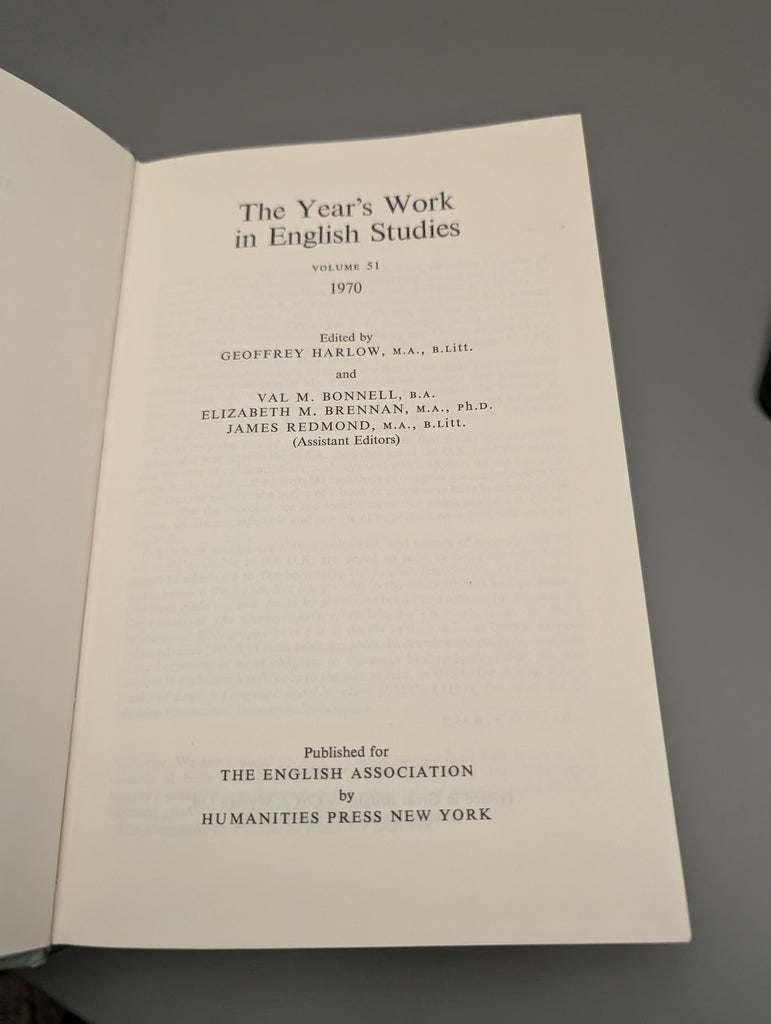 The Year's Work
in English Studies
VOLUME 51
1970
Edited by
GEOFFREY HARLOW, M.A., B.Litt.
and
VAL M. BONNELL, B.A.
ELIZABETH M. BRENNAN, M.A., Ph.D.
JAMES REDMOND, M.A., B.Litt.
(Assistant Editors)
Published for
THE ENGLISH ASSOCIATION
by
HUMANITIES PRESS NEW YORK